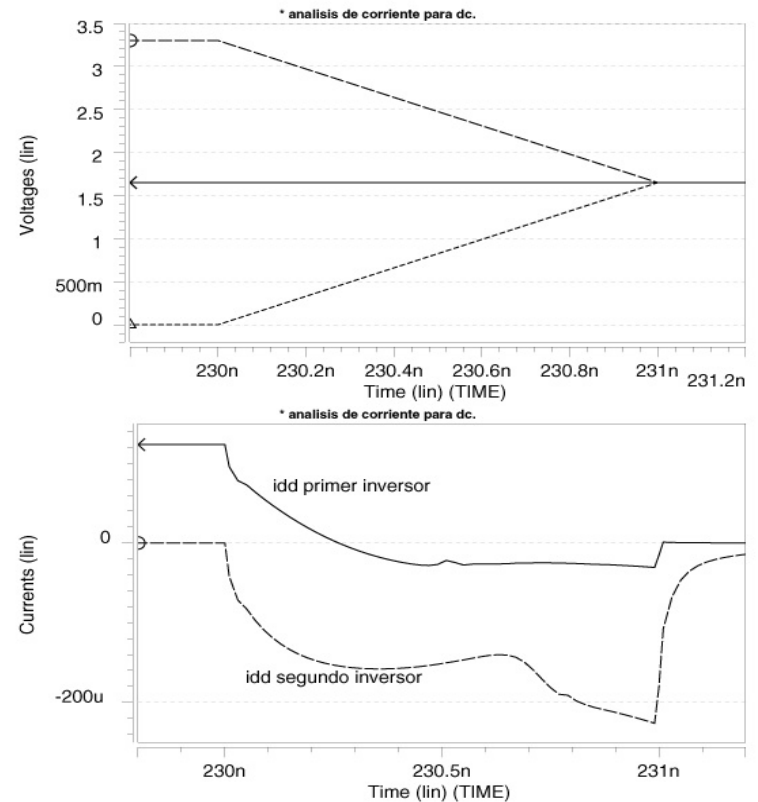 * analisis de corriente para dc.
3.5
3
2.5
2
1.5
1
500m
0
Voltages (lin)
230n 230.2n 230.4n 230.6n 230.8n 231n 231.2n
Time (lin) (TIME)
* analisis de corriente para dc.
idd primer inversor
0
Currents (lin)
idd segundo inversor
-200u
230n 230.5n 231n
Time (lin) (TIME)